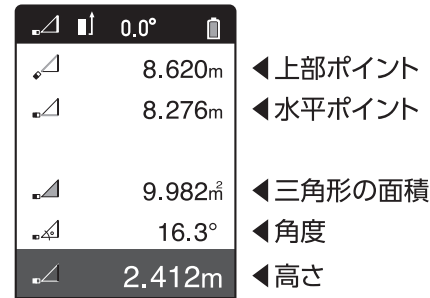 0.0°
8.620m ◀上部ポイント
8.276m ◀水平ポイント
9.982㎡ ◀三角形の面積
16.3° ◀角度
2.412m ◀高さ